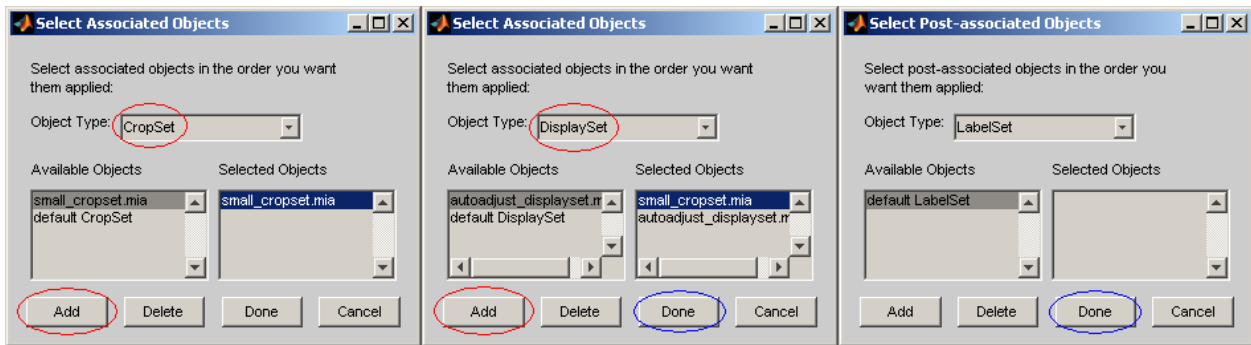 Select Associated Objects
Select associated objects in the order you want
them applied:
Object Type: CropSet
Available Objects Selected Objects
small_cropset.mia small_cropset.mia
default CropSet
Add Delete Done Cancel
Select Associated Objects
Select associated objects in the order you want
them applied:
Object Type: DisplaySet
Available Objects Selected Objects
autoadjust_displayset.m small_cropset.mia
default DisplaySet autoadjust_displayset.m
Add Delete Done Cancel
Select Post-associated Objects
Select post-associated objects in the order you
want them applied:
Object Type: LabelSet
Available Objects Selected Objects
default LabelSet
Add Delete Done Cancel